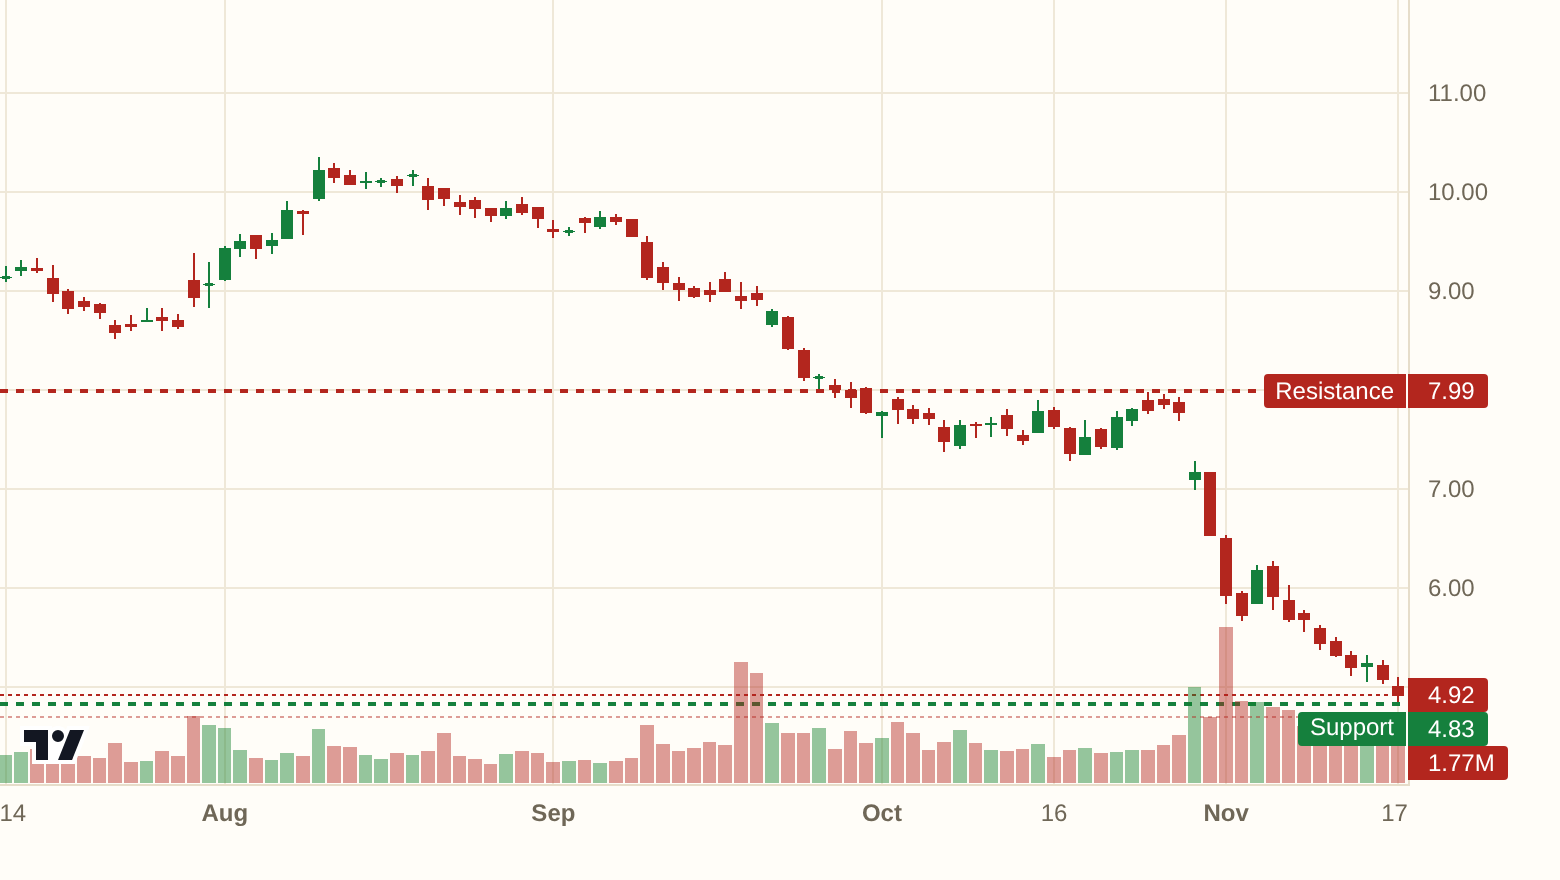 11.00
10.00
9.00
Resistance 7.99
7.00
6.00
4.92
Support 4.83
1.77M
14 Aug Sep Oct 16 Nov 17